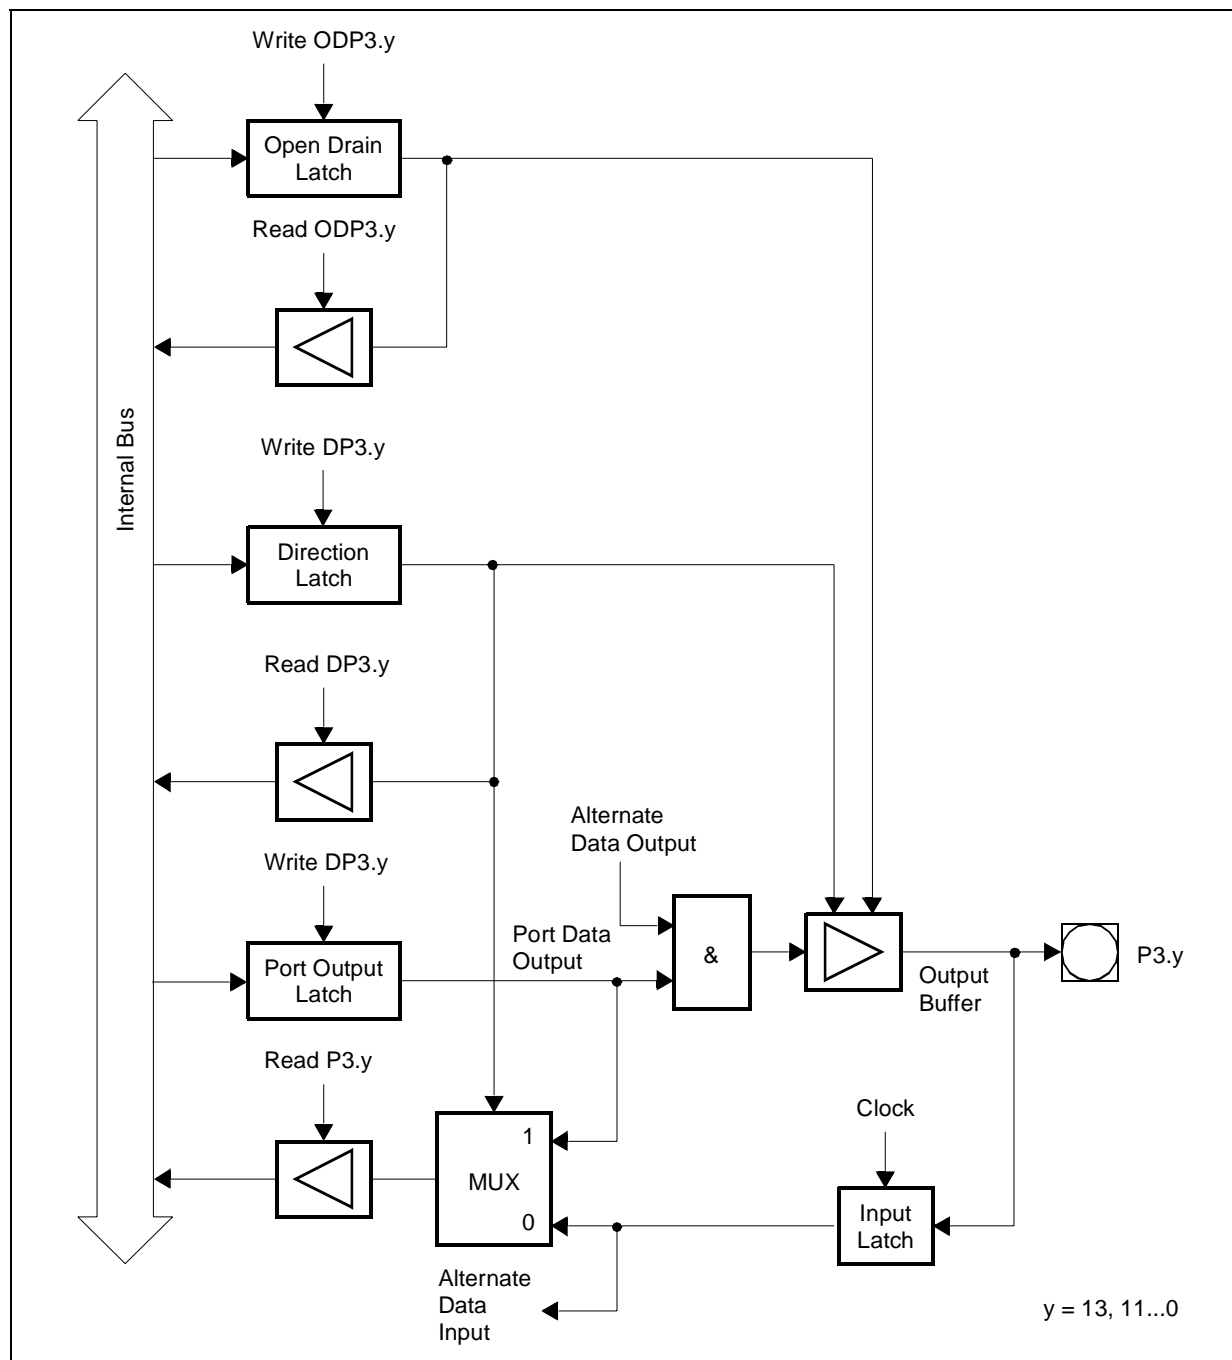 Write ODP3.y
Open Drain
Latch
Read ODP3.y
Internal Bus
Write DP3.y
Direction
Latch
Read DP3.y
Alternate
Data Output
Write DP3.y
Port Data
Output
&
Port Output
Latch
P3.y
Output
Buffer
Read P3.y
Clock
1
MUX
0
Input
Latch
Alternate
Data
Input
y = 13, 11...0